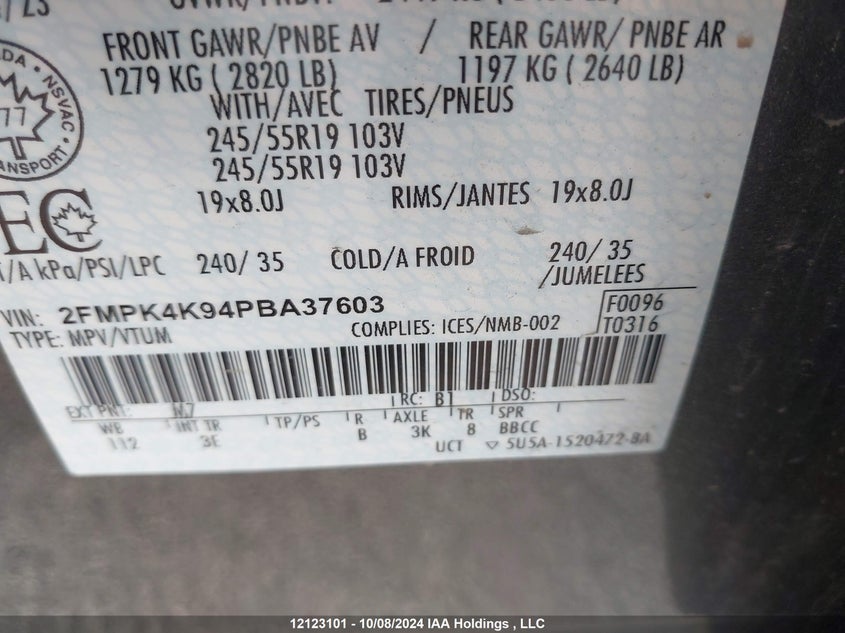 FRONT GAWR/PNBE AV / REAR GAWR/ PNBE AR
1279 KG ( 2820 LB) 1197 KG ( 2640 LB)
WITH/AVEC TIRES/PNEUS
245/55R19 103V
245/55R19 103V
19x8.0J RIMS/JANTES 19x8.0J
NSVAC
77
EC
/A kPa/PSI/LPC 240/ 35 COLD/A FROID 240/ 35
/JUMELEES
VIN: 2FMPK4K94PBA37603 F0096
TYPE: MPV/VTUM COMPLIES: ICES/NMB-002 T0316
EXT PNT: M7 RC: B1 DSO:
WB INT TR TP/PS R AXLE TR SPR
112 3E B 3K 8 BBCC
UCT 5U5A-1520472-BA
12123101 - 10/08/2024 IAA Holdings , LLC